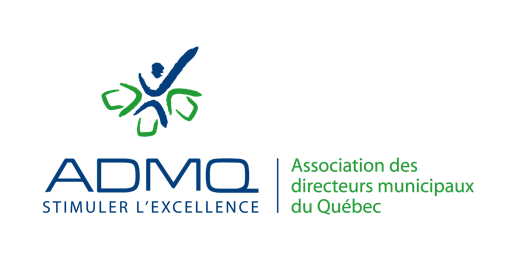 ADMQ
STIMULER L'EXCELLENCE
Association des
directeurs municipaux
du Québec